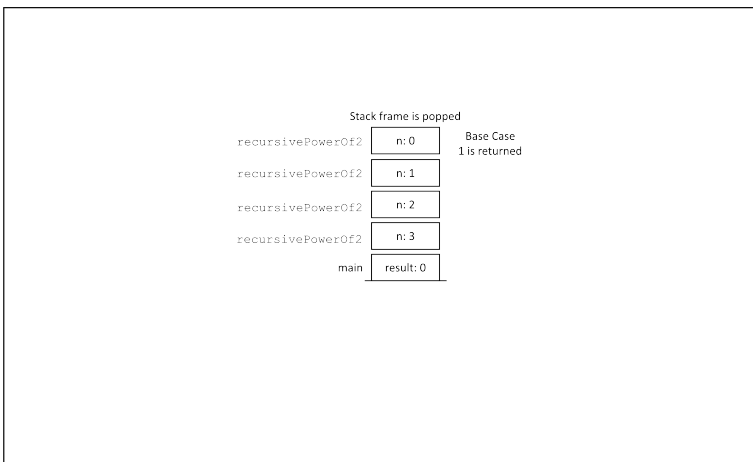 Stack frame is popped
recursivePowerOf2 n: 0 Base Case
1 is returned
recursivePowerOf2 n: 1
recursivePowerOf2 n: 2
recursivePowerOf2 n: 3
main result: 0